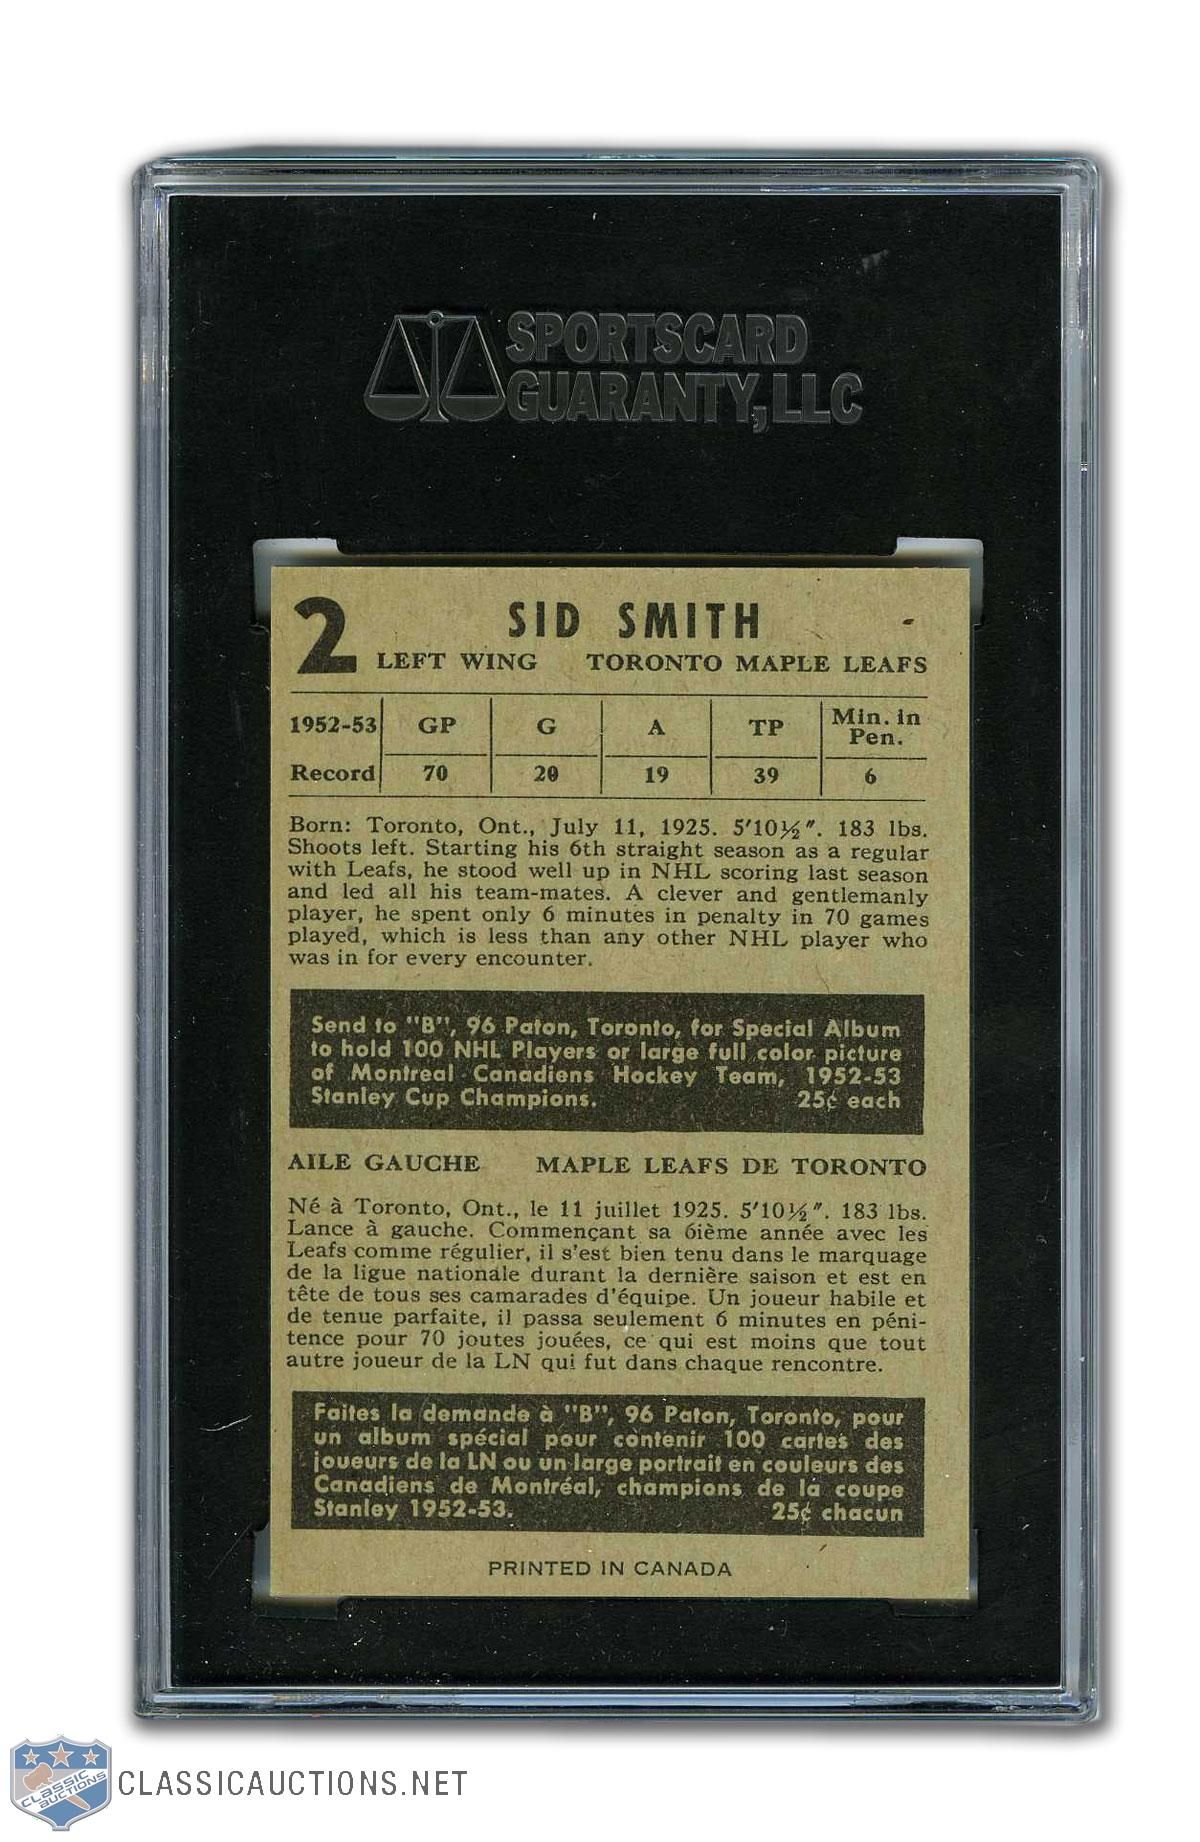 SPORTSCARD
GUARANTY, LLC
2
SID SMITH
LEFT WING TORONTO MAPLE LEAFS
1952-53 GP G A TP Min. in Pen.
Record 70 20 19 39 6
Born: Toronto, Ont., July 11, 1925. 5'10½". 183 lbs.
Shoots left. Starting his 6th straight season as a regular
with Leafs, he stood well up in NHL scoring last season
and led all his team-mates. A clever and gentlemanly
player, he spent only 6 minutes in penalty in 70 games
played, which is less than any other NHL player who
was in for every encounter.
Send to "B", 96 Paton, Toronto, for Special Album
to hold 100 NHL Players or large full color picture
of Montreal Canadiens Hockey Team, 1952-53
Stanley Cup Champions. 25¢ each
AILE GAUCHE MAPLE LEAFS DE TORONTO
Né à Toronto, Ont., le 11 juillet 1925. 5'10½". 183 lbs.
Lance à gauche. Commençant sa 6ième année avec les
Leafs comme régulier, il s'est bien tenu dans le marquage
de la ligue nationale durant la dernière saison et est en
tête de tous ses camarades d'équipe. Un joueur habile et
de tenue parfaite, il passa seulement 6 minutes en péni-
tence pour 70 joutes jouées, ce qui est moins que tout
autre joueur de la LN qui fut dans chaque rencontre.
Faites la demande à "B", 96 Paton, Toronto, pour
un album spécial pour contenir 100 cartes des
joueurs de la LN ou un large portrait en couleurs des
Canadiens de Montréal, champions de la coupe
Stanley 1952-53. 25¢ chacun
PRINTED IN CANADA
CLASSIC
AUCTIONS
CLASSICAUCTIONS.NET